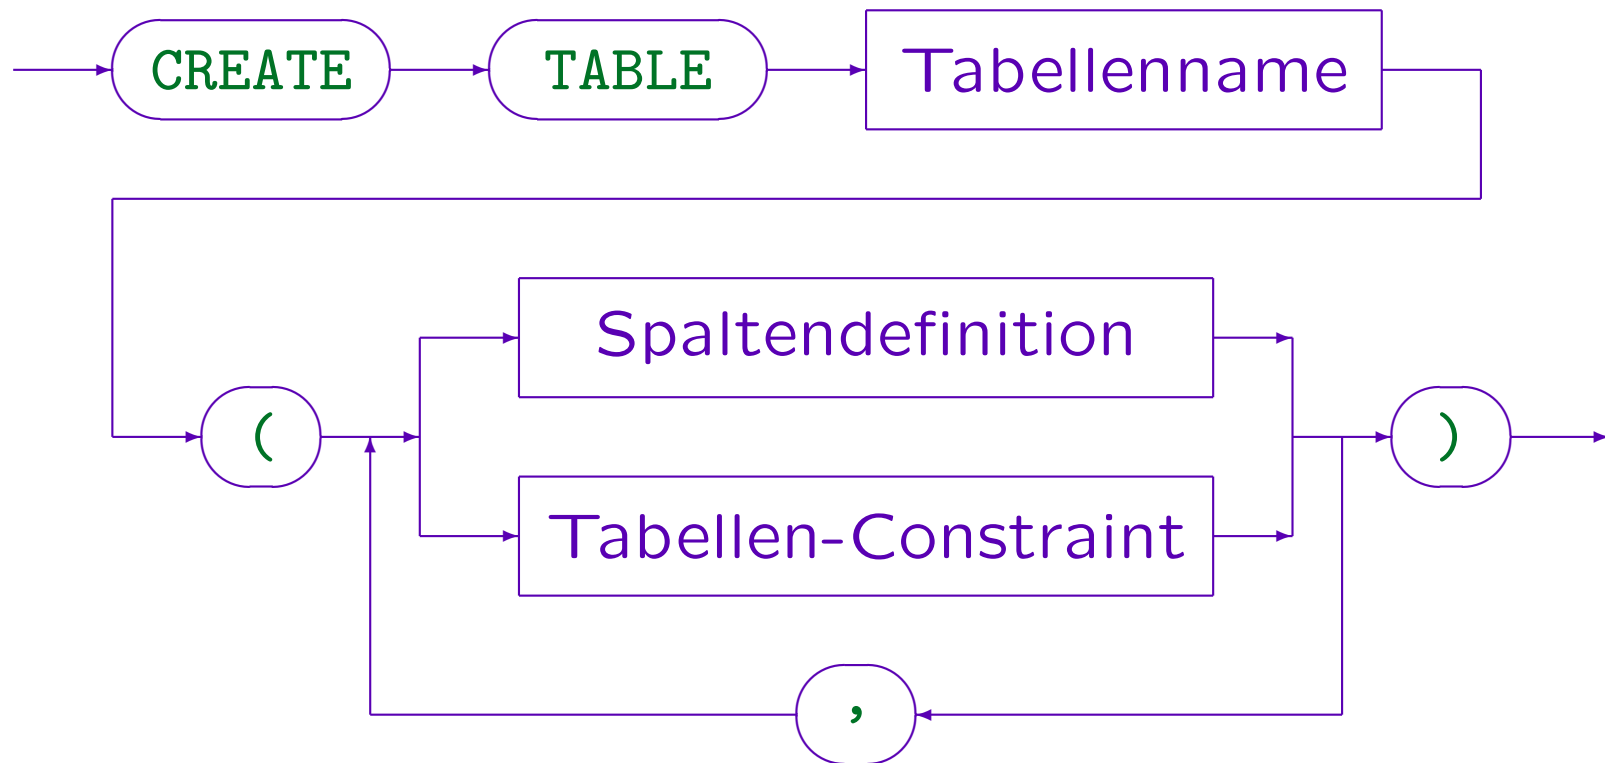 CREATE TABLE Tabellenname
Spaltendefinition
( )
Tabellen-Constraint
,